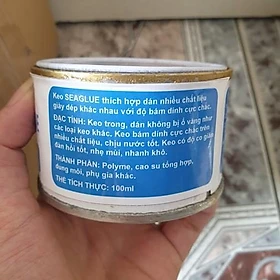 Keo SEAGLUE thích hợp dán nhiều chất liệu
giày dép khác nhau với độ bám dính cực chắc
ĐẶC TÍNH: Keo trong, dán không bị ố vàng như
các loại keo khác. Keo bám dính cực chắc trên
nhiều chất liệu, chịu nước tốt. Keo có độ co giãn
đàn hồi tốt, nhẹ mùi, nhanh khô.
THÀNH PHẦN: Polyme, cao su tổng hợp,
dung môi, phụ gia khác.
THỂ TÍCH THỰC: 100ml